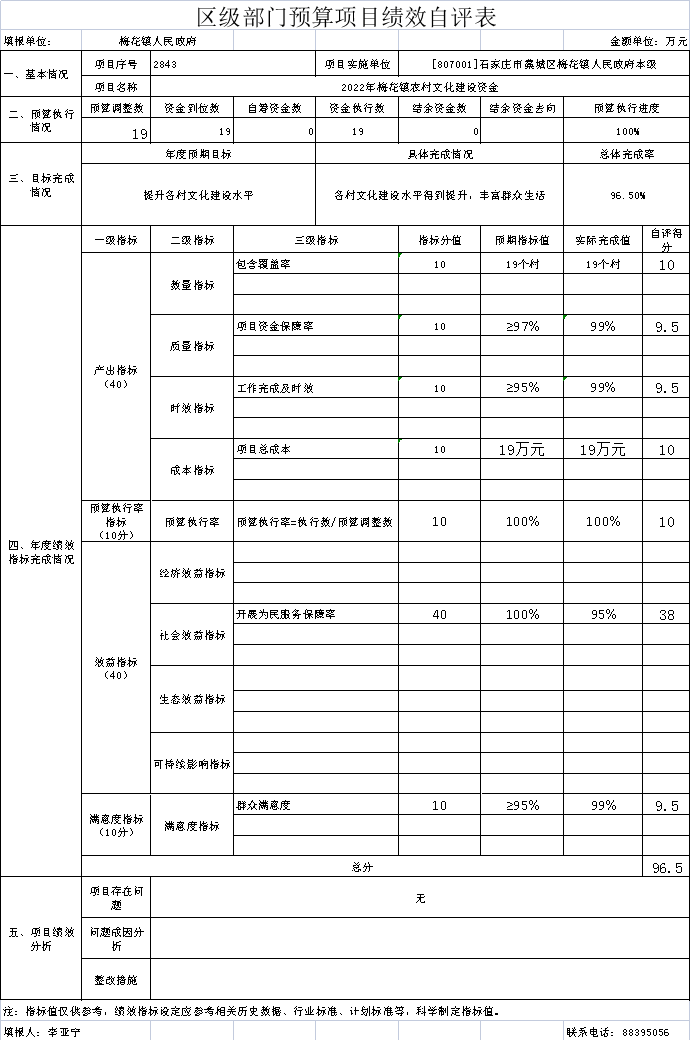 区级部门预算项目绩效自评表
填报单位： 梅花镇人民政府 金额单位：万元
一、基本情况 项目序号 2843 项目实施单位 [807001]石家庄市藁城区梅花镇人民政府本级
项目名称 2022年梅花镇农村文化建设资金
二、预算执行情况 预算调整数 资金到位数 自筹资金数 资金执行数 结余资金数 结余资金去向 预算执行进度
19 19 0 19 0 100%
三、目标完成情况 年度预期目标 具体完成情况 总体完成率
提升各村文化建设水平 各村文化建设水平得到提升，丰富群众生活 96.50%
四、年度绩效指标完成情况 一级指标 二级指标 三级指标 指标分值 预期指标值 实际完成值 自评得分
产出指标（40） 数量指标 包含覆盖率 10 19个村 19个村 10
质量指标 项目资金保障率 10 ≥97% 99% 9.5
时效指标 工作完成及时效 10 ≥95% 99% 9.5
成本指标 项目总成本 10 19万元 19万元 10
预算执行率指标（10分） 预算执行率 预算执行率=执行数/预算调整数 10 100% 100% 10
效益指标（40） 经济效益指标
社会效益指标 开展为民服务保障率 40 100% 95% 38
生态效益指标
可持续影响指标
满意度指标（10分） 满意度指标 群众满意度 10 ≥95% 99% 9.5
总分 96.5
五、项目绩效分析 项目存在问题 无
问题成因分析
整改措施
注：指标值仅供参考，绩效指标设定应参考相关历史数据、行业标准、计划标准等，科学制定指标值。
填报人：李亚宁 联系电话：88395056